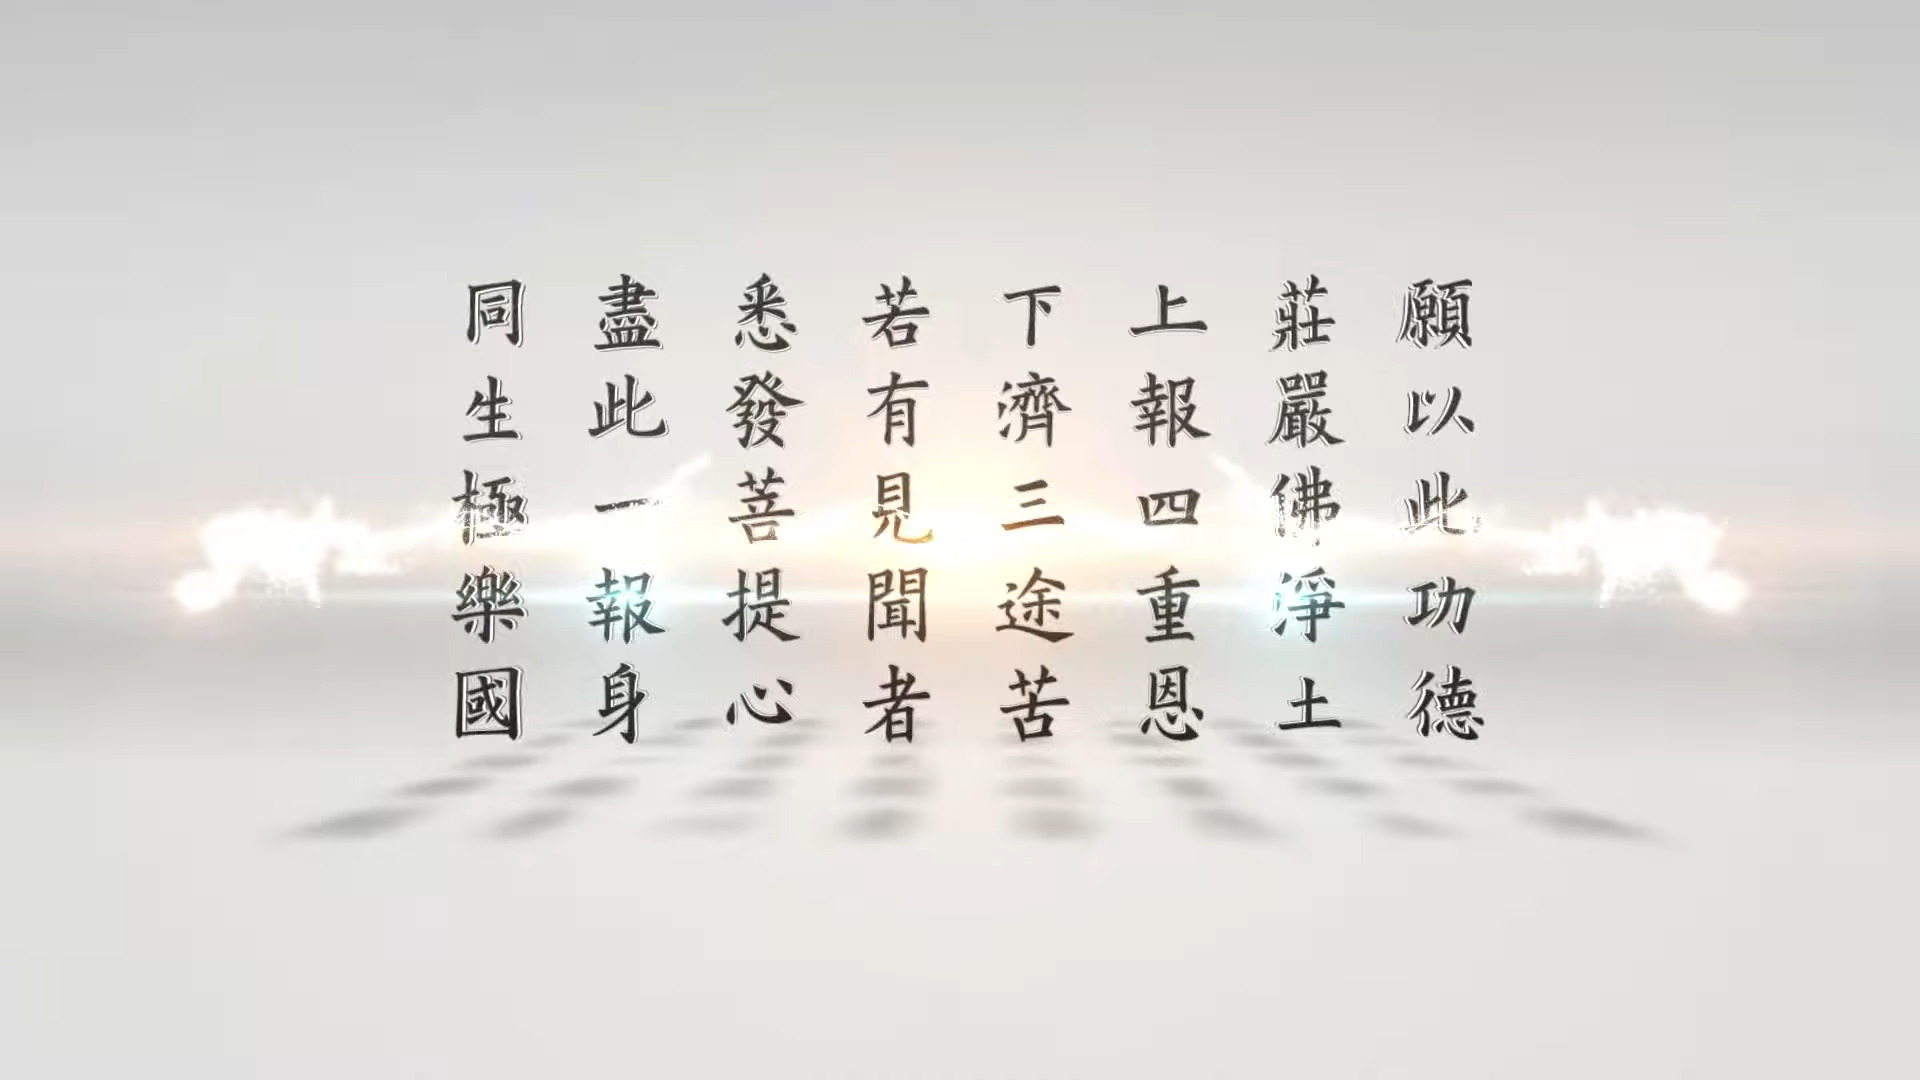 願以此功德
莊嚴佛淨土
上報四重恩
下濟三途苦
若有見聞者
悉發菩提心
盡此一報身
同生極樂國